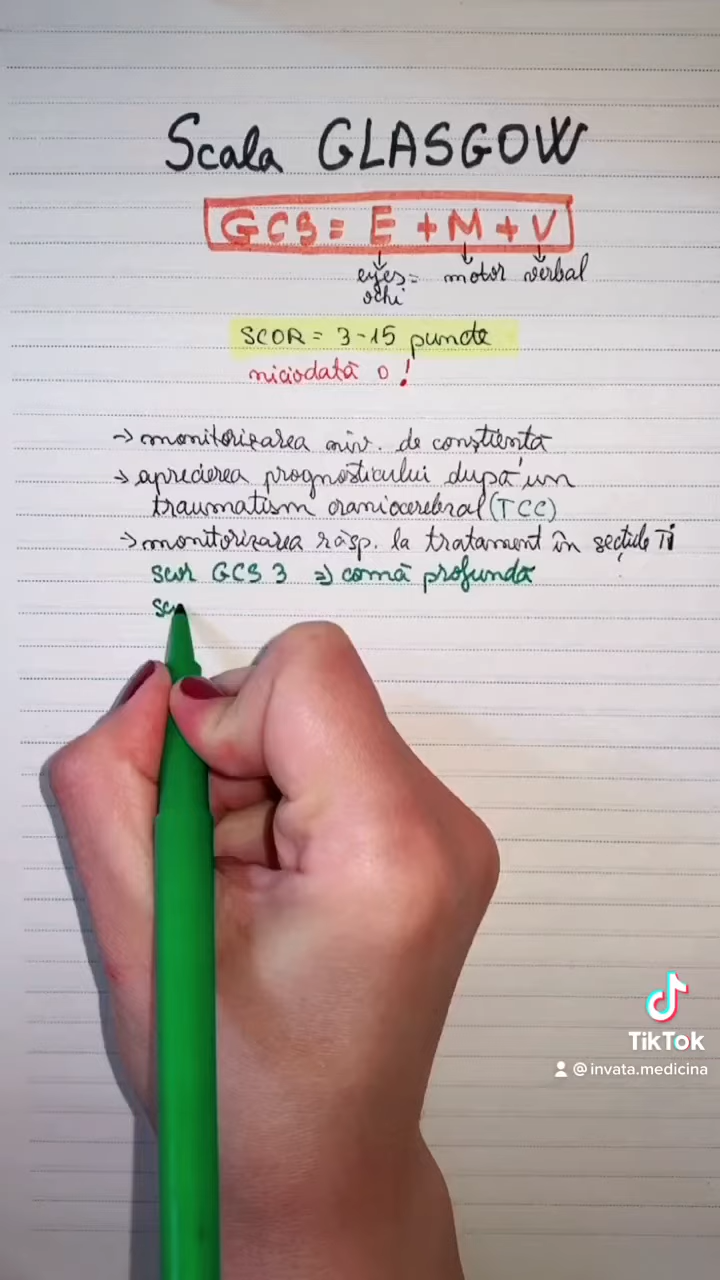 Scala GLASGOW
GCS = E + M + V
eyes = motor verbal
ochi
SCOR = 3-15 puncte
niciodată 0!
→ monitorizarea niv. de conștiență
→ aprecierea prognosticului după un
traumatism craniocerebral (TCC)
→ monitorizarea răsp. la tratament în secțiile TI
scor GCS 3 => comă profundă
sc
TikTok
@invata.medicina